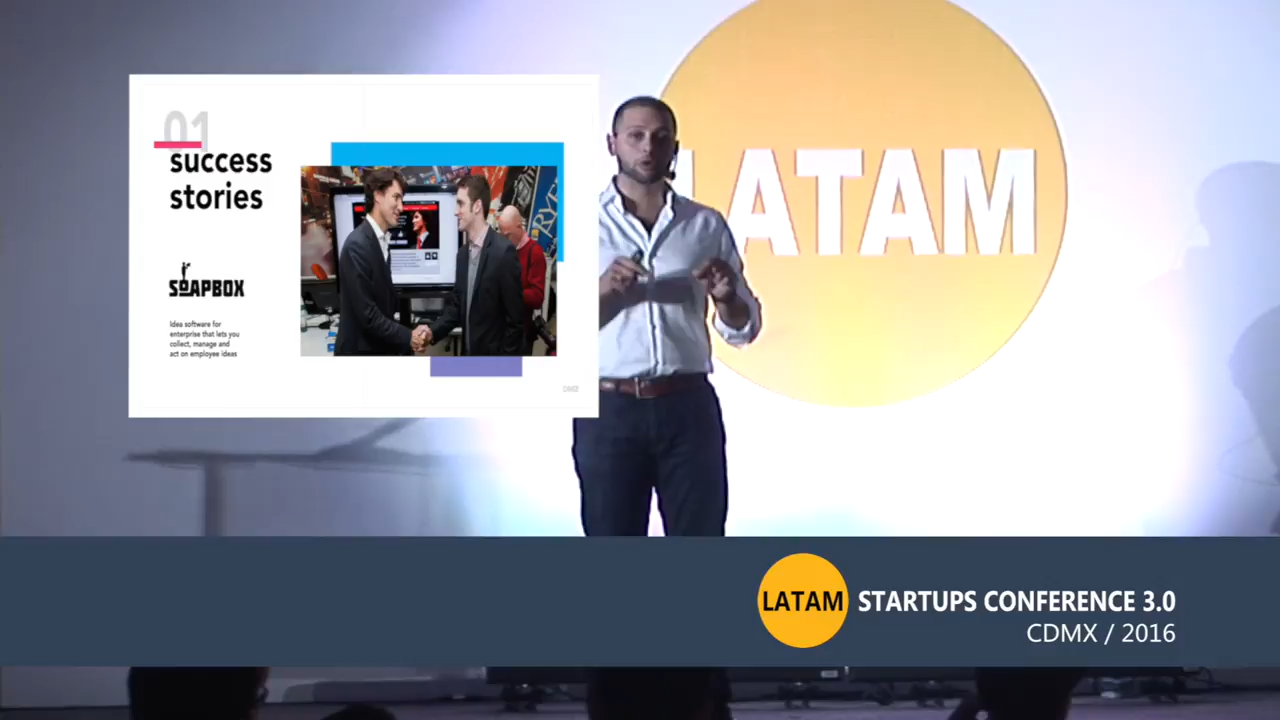 01
success
stories
SOAPBOX
Idea software for
enterprise that lets you
collect, manage and
act on employee ideas
DMZ
LATAM
LATAM
STARTUPS CONFERENCE 3.0
CDMX / 2016